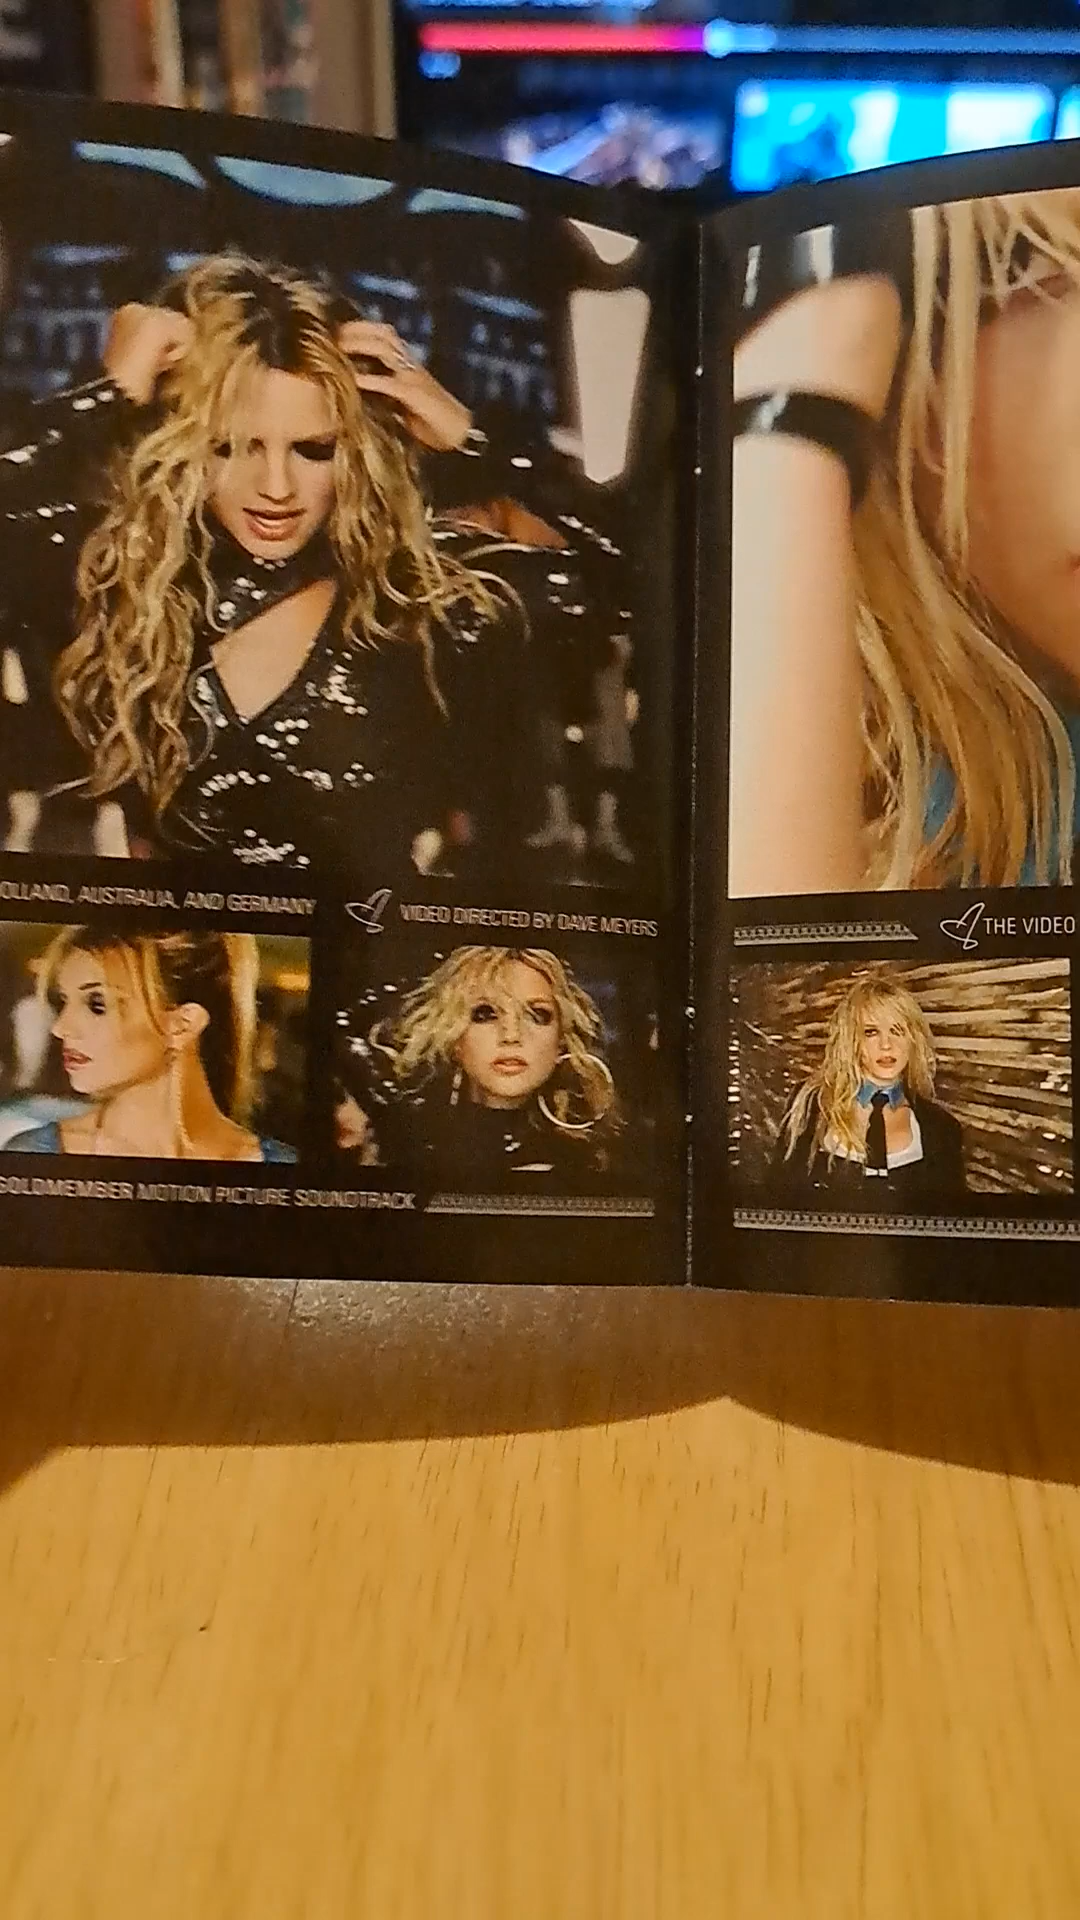 OLLAND, AUSTRALIA, AND GERMANY
VIDEO DIRECTED BY DAVE MEYERS
GOLDMEMBER MOTION PICTURE SOUNDTRACK
THE VIDEO